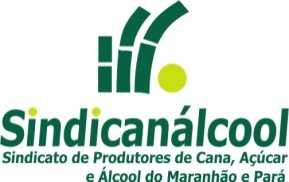 Sindicanálcool
Sindicato de Produtores de Cana, Açúcar
e Álcool do Maranhão e Pará